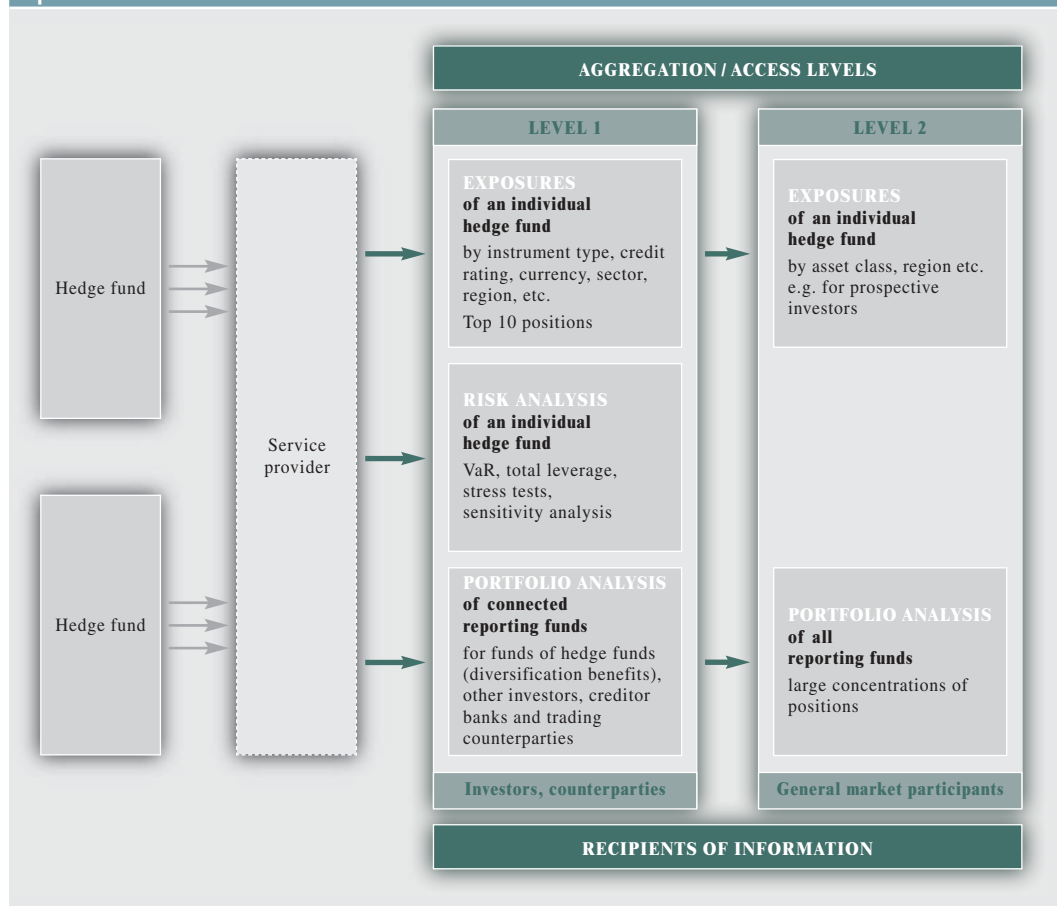 AGGREGATION / ACCESS LEVELS
LEVEL 1
LEVEL 2
Hedge fund
Hedge fund
Service
provider
EXPOSURES
of an individual
hedge fund
by instrument type, credit
rating, currency, sector,
region, etc.
Top 10 positions
RISK ANALYSIS
of an individual
hedge fund
VaR, total leverage,
stress tests,
sensitivity analysis
PORTFOLIO ANALYSIS
of connected
reporting funds
for funds of hedge funds
(diversification benefits),
other investors, creditor
banks and trading
counterparties
Investors, counterparties
EXPOSURES
of an individual
hedge fund
by asset class, region etc.
e.g. for prospective
investors
PORTFOLIO ANALYSIS
of all
reporting funds
large concentrations of
positions
General market participants
RECIPIENTS OF INFORMATION